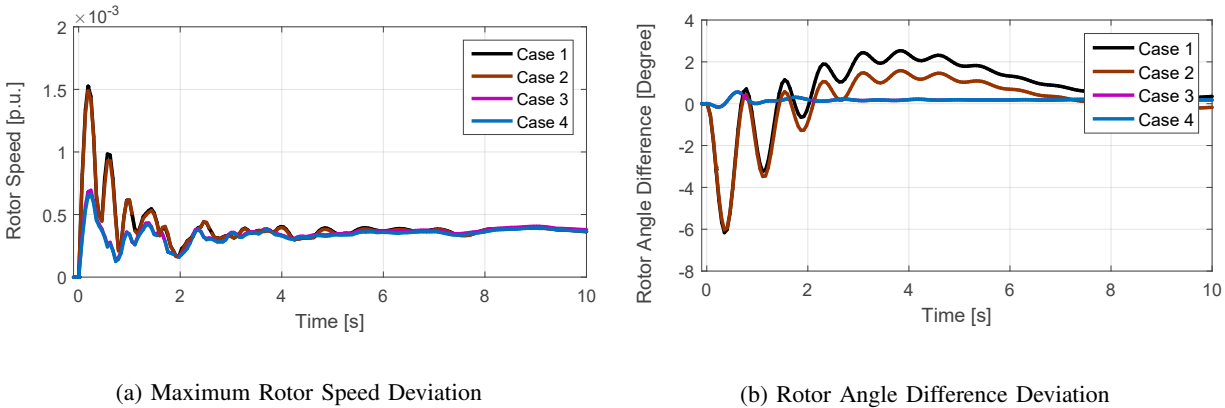 ×10⁻³
2
1.5
1
0.5
0
Rotor Speed [p.u.]
0 2 4 6 8 10
Time [s]
Case 1
Case 2
Case 3
Case 4
(a) Maximum Rotor Speed Deviation
4
2
0
-2
-4
-6
-8
Rotor Angle Difference [Degree]
0 2 4 6 8 10
Time [s]
Case 1
Case 2
Case 3
Case 4
(b) Rotor Angle Difference Deviation